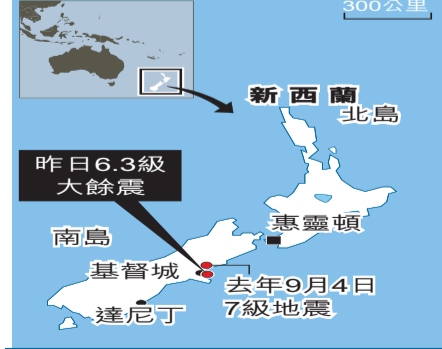 300公里
新西蘭
北島
昨日6.3級
大餘震
惠靈頓
南島
基督城
去年9月4日
7級地震
達尼丁